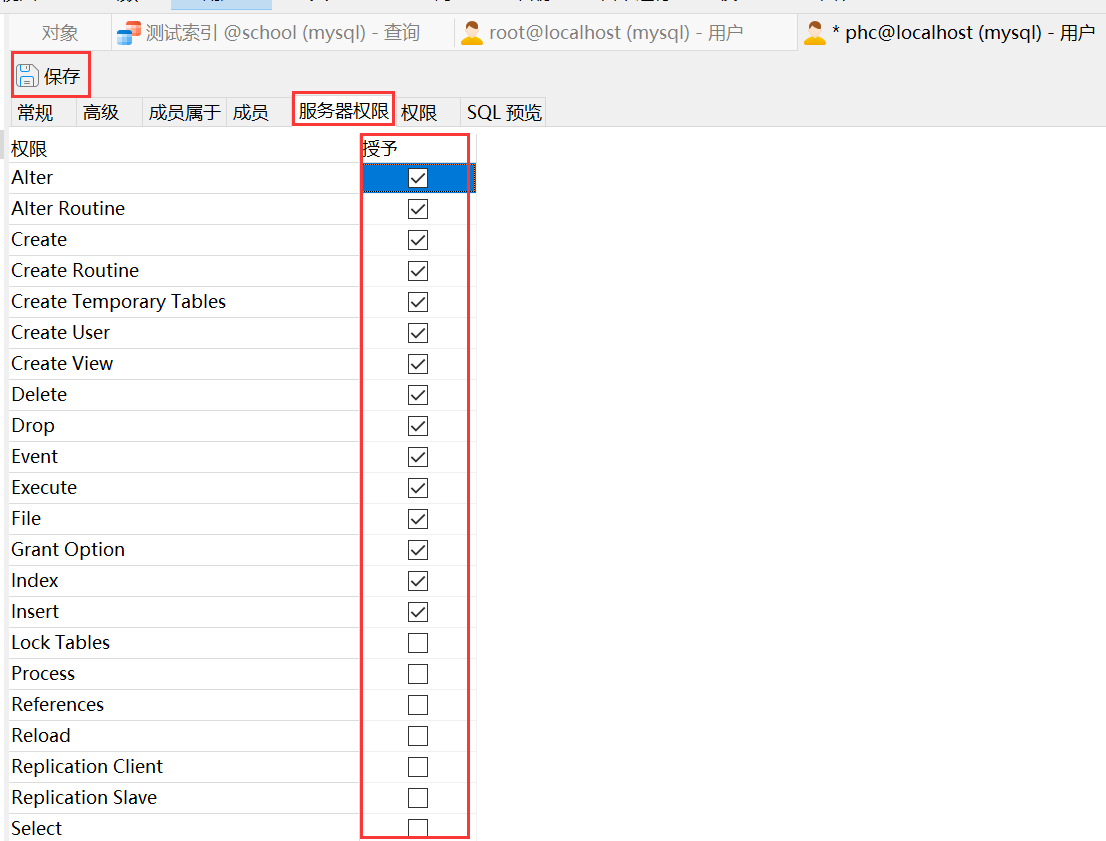 对象 测试索引 @school (mysql) - 查询 root@localhost (mysql) - 用户 * phc@localhost (mysql) - 用户
保存
常规 高级 成员属于 成员 服务器权限 权限 SQL 预览
权限 授予
Alter
Alter Routine
Create
Create Routine
Create Temporary Tables
Create User
Create View
Delete
Drop
Event
Execute
File
Grant Option
Index
Insert
Lock Tables
Process
References
Reload
Replication Client
Replication Slave
Select